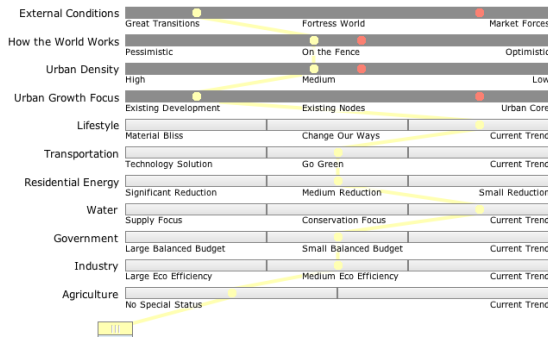 External Conditions
Great Transitions Fortress World Market Forces
How the World Works
Pessimistic On the Fence Optimistic
Urban Density
High Medium Low
Urban Growth Focus
Existing Development Existing Nodes Urban Core
Lifestyle
Material Bliss Change Our Ways Current Trend
Transportation
Technology Solution Go Green Current Trend
Residential Energy
Significant Reduction Medium Reduction Small Reduction
Water
Supply Focus Conservation Focus Current Trend
Government
Large Balanced Budget Small Balanced Budget Current Trend
Industry
Large Eco Efficiency Medium Eco Efficiency Current Trend
Agriculture
No Special Status Current Trend